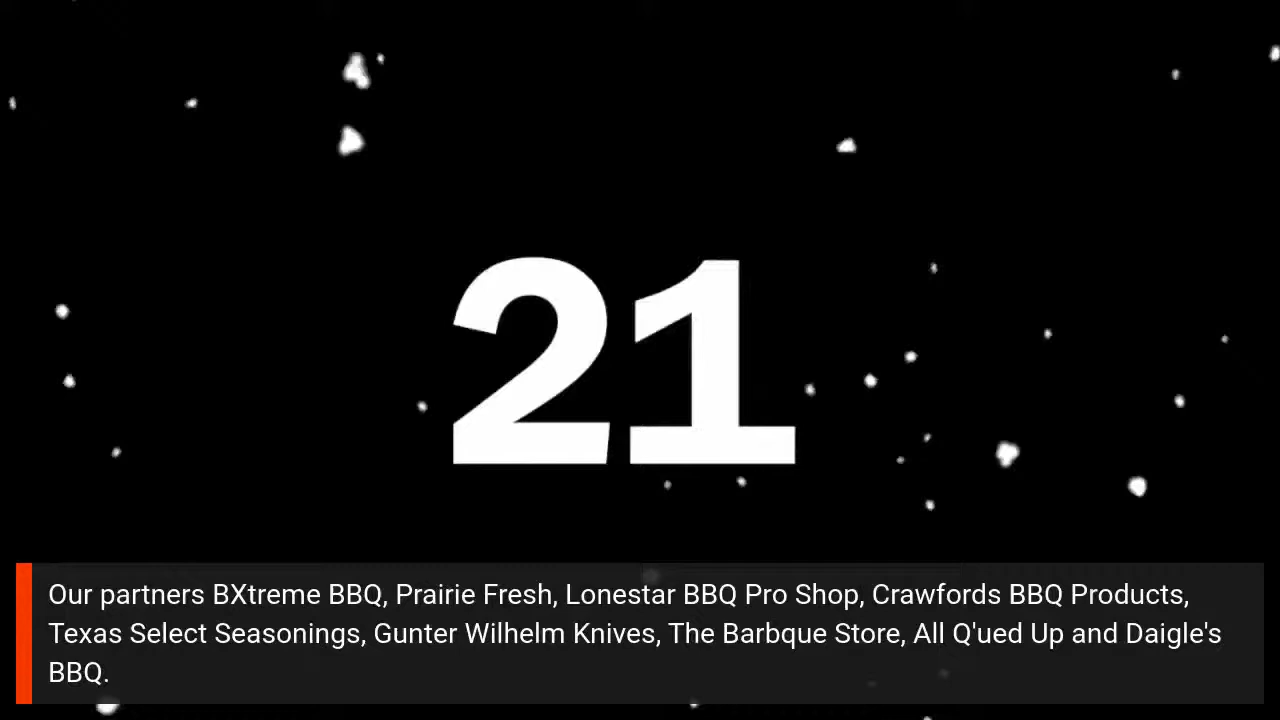 21
Our partners BXtreme BBQ, Prairie Fresh, Lonestar BBQ Pro Shop, Crawfords BBQ Products,
Texas Select Seasonings, Gunter Wilhelm Knives, The Barbque Store, All Q'ued Up and Daigle's
BBQ.